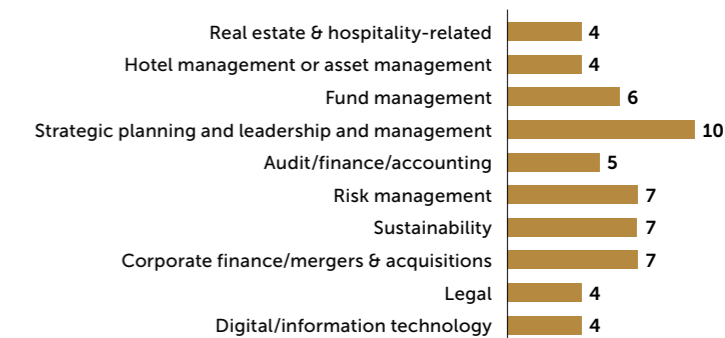 Real estate & hospitality-related 4
Hotel management or asset management 4
Fund management 6
Strategic planning and leadership and management 10
Audit/finance/accounting 5
Risk management 7
Sustainability 7
Corporate finance/mergers & acquisitions 7
Legal 4
Digital/information technology 4